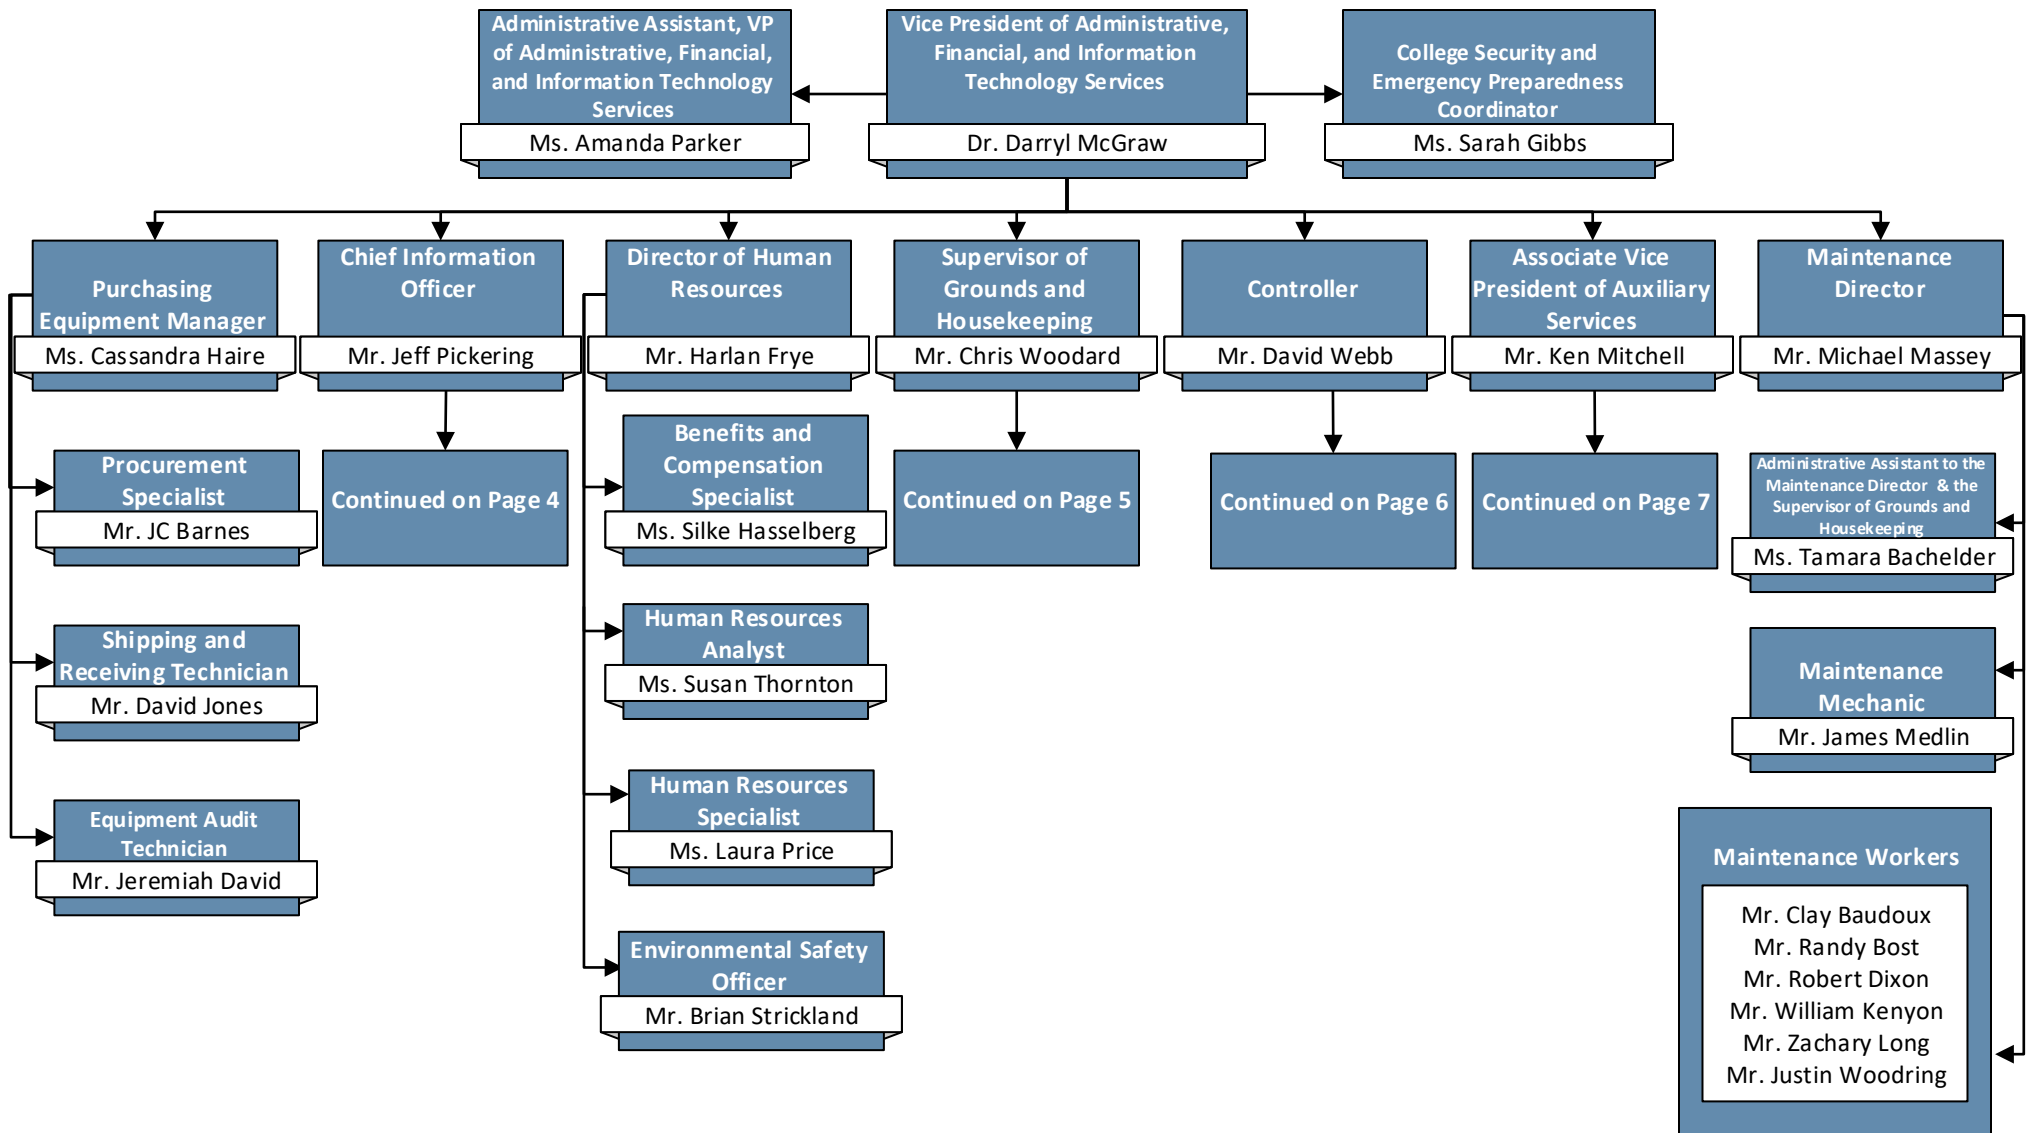 Administrative Assistant, VP
of Administrative, Financial,
and Information Technology
Services
Ms. Amanda Parker
Vice President of Administrative,
Financial, and Information
Technology Services
Dr. Darryl McGraw
College Security and
Emergency Preparedness
Coordinator
Ms. Sarah Gibbs
Purchasing
Equipment Manager
Ms. Cassandra Haire
Chief Information
Officer
Mr. Jeff Pickering
Director of Human
Resources
Mr. Harlan Frye
Supervisor of
Grounds and
Housekeeping
Mr. Chris Woodard
Controller
Mr. David Webb
Associate Vice
President of Auxiliary
Services
Mr. Ken Mitchell
Maintenance
Director
Mr. Michael Massey
Procurement
Specialist
Mr. JC Barnes
Shipping and
Receiving Technician
Mr. David Jones
Equipment Audit
Technician
Mr. Jeremiah David
Continued on Page 4
Benefits and
Compensation
Specialist
Ms. Silke Hasselberg
Human Resources
Analyst
Ms. Susan Thornton
Human Resources
Specialist
Ms. Laura Price
Environmental Safety
Officer
Mr. Brian Strickland
Continued on Page 5
Continued on Page 6
Continued on Page 7
Administrative Assistant to the
Maintenance Director & the
Supervisor of Grounds and
Housekeeping
Ms. Tamara Bachelder
Maintenance
Mechanic
Mr. James Medlin
Maintenance Workers
Mr. Clay Baudoux
Mr. Randy Bost
Mr. Robert Dixon
Mr. William Kenyon
Mr. Zachary Long
Mr. Justin Woodring